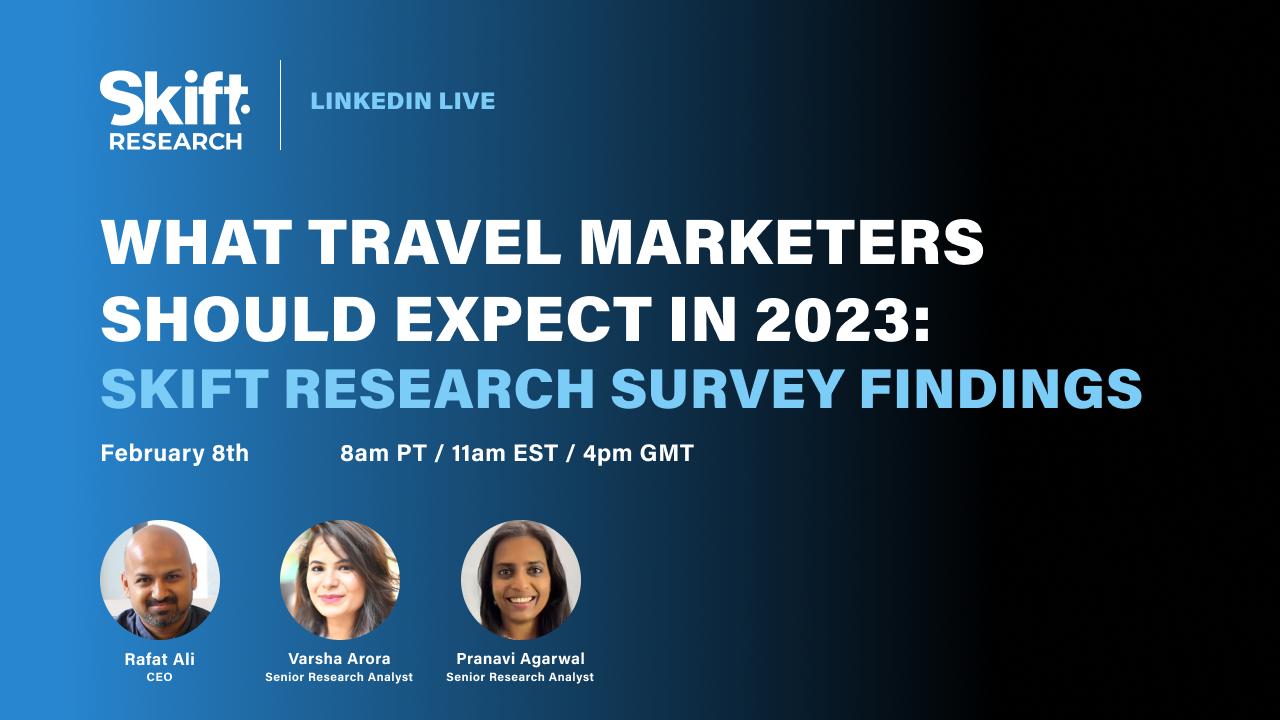 Skift
RESEARCH
LINKEDIN LIVE
WHAT TRAVEL MARKETERS
SHOULD EXPECT IN 2023:
SKIFT RESEARCH SURVEY FINDINGS
February 8th 8am PT / 11am EST / 4pm GMT
Rafat Ali
CEO
Varsha Arora
Senior Research Analyst
Pranavi Agarwal
Senior Research Analyst